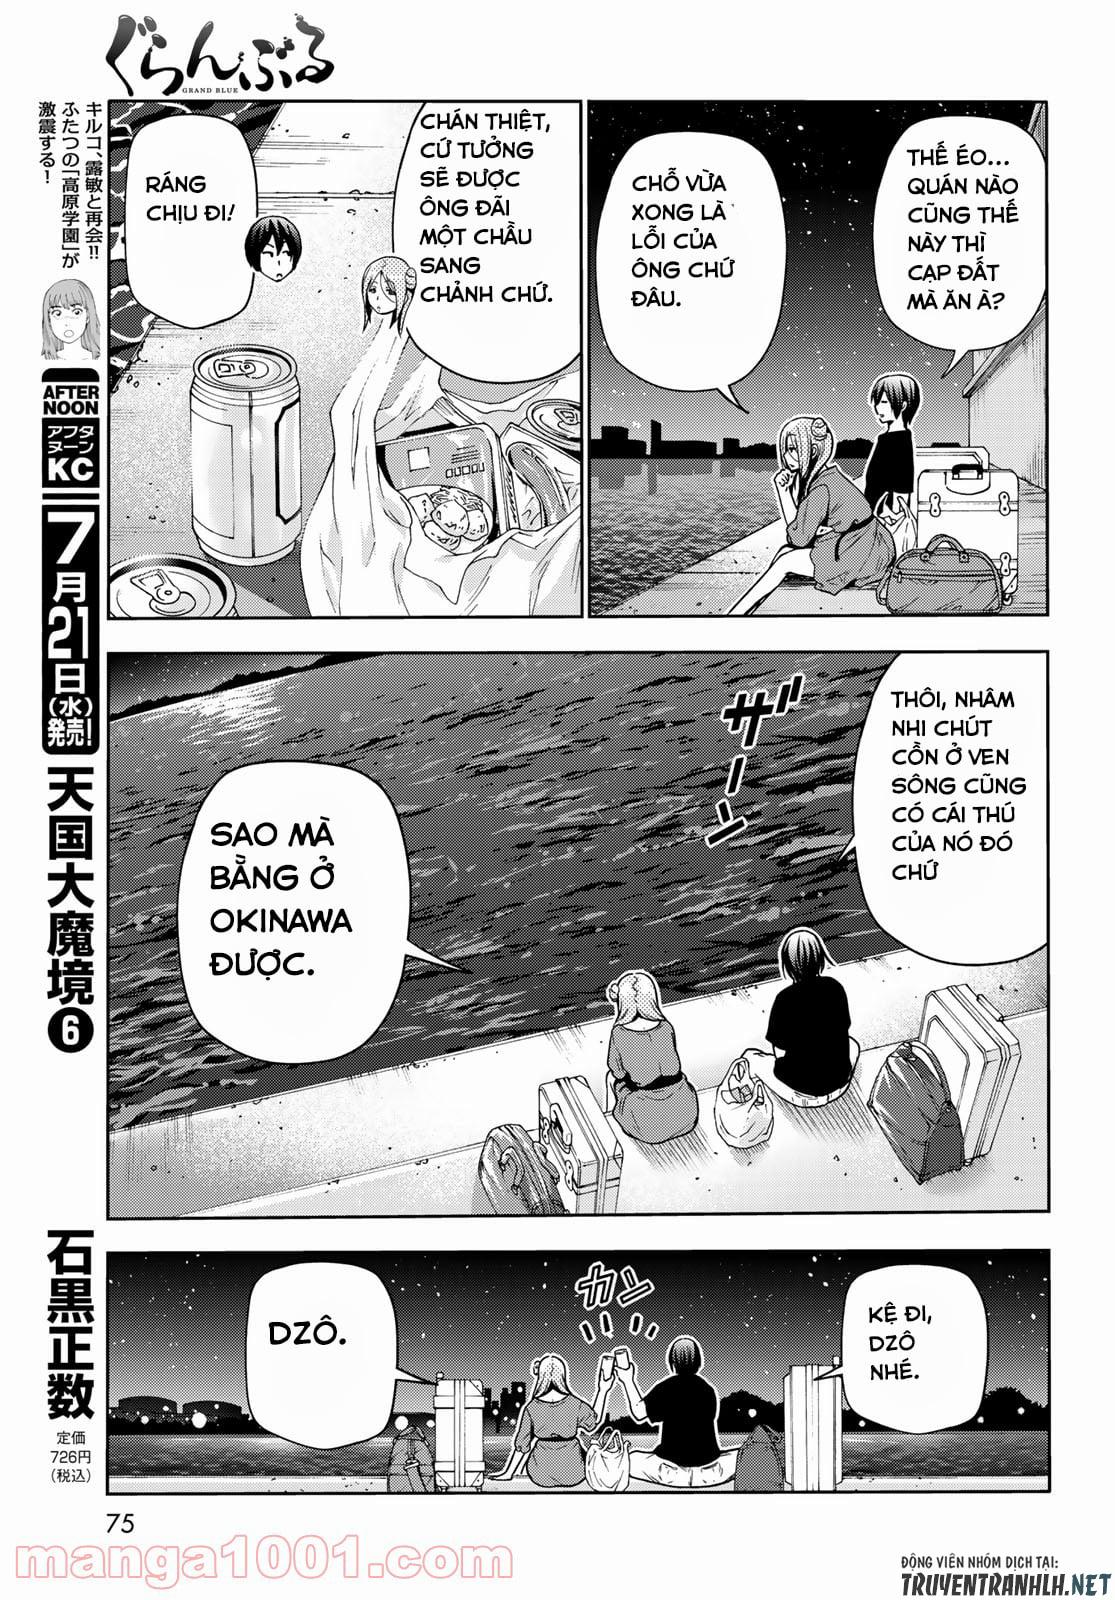 ぐらんぶる
GRAND BLUE
THẾ ÉO...
QUÁN NÀO
CŨNG THẾ
NÀY THÌ
CẠP ĐẤT
MÀ ĂN À?
CHỖ VỪA
XONG LÀ
LỖI CỦA
ÔNG CHỨ
ĐÂU.
CHÁN THIỆT,
CỨ TƯỞNG
SẼ ĐƯỢC
ÔNG ĐÃI
MỘT CHẦU
SANG
CHẢNH CHỨ.
RÁNG
CHỊU ĐI!
THÔI, NHÂM
NHI CHÚT
CỒN Ở VEN
SÔNG CŨNG
CÓ CÁI THÚ
CỦA NÓ ĐÓ
CHỨ
ザザーン
SAO MÀ
BẰNG Ở
OKINAWA
ĐƯỢC.
KỆ ĐI,
DZÔ
NHÉ.
カン
DZÔ.
キルコ、露敏と再会!!
ふたつの「高原学園」が
激震する!
AFTER
NOON
アフタ
ヌーン
KC
7月21日(水)発売!
天国大魔境❻
石黒正数
定価
726円
(税込)
75
manga1001.com
ĐỘNG VIÊN NHÓM DỊCH TẠI:
TRUYENTRANHLH.NET